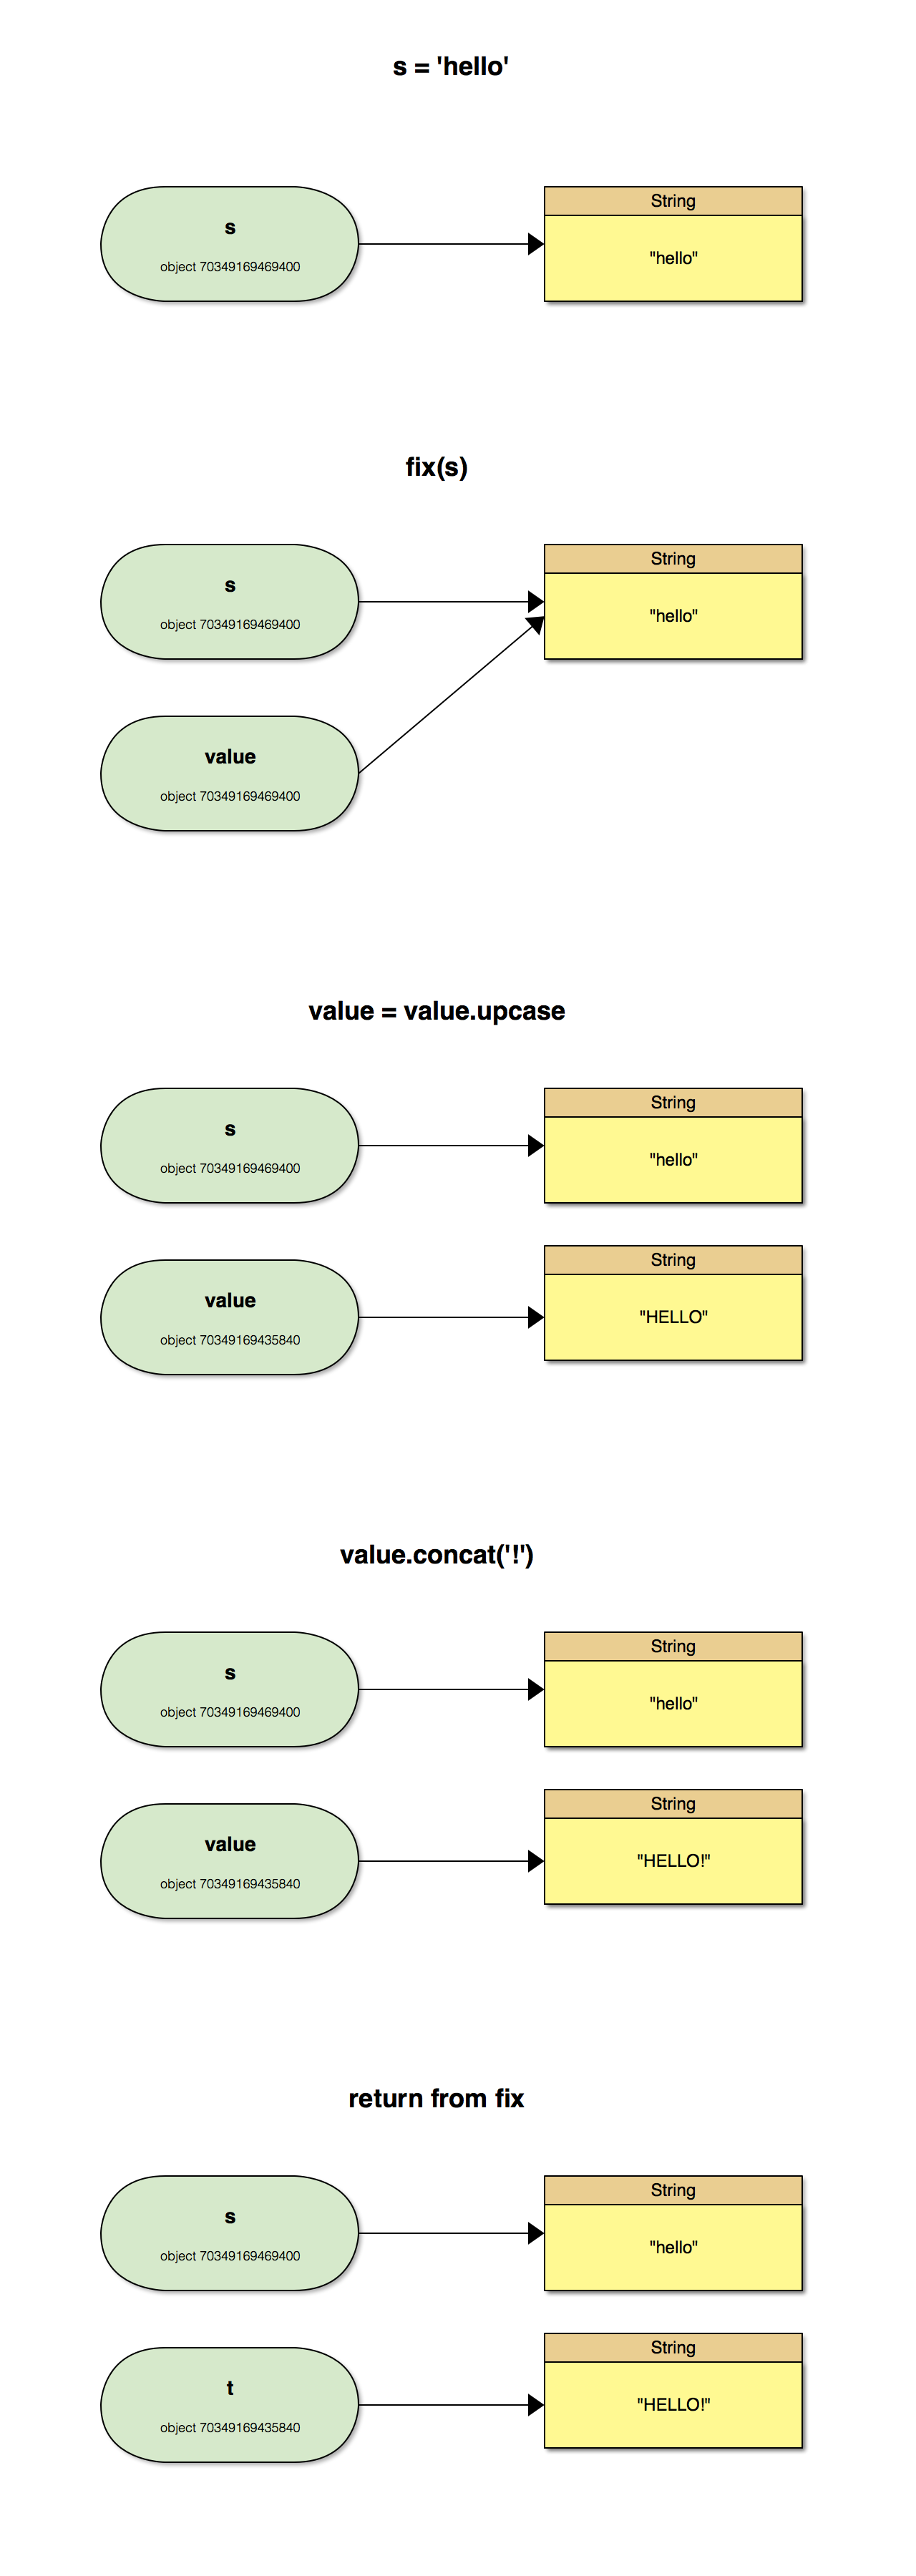 s = 'hello'
s
object 70349169469400
String
"hello"
fix(s)
s
object 70349169469400
String
"hello"
value
object 70349169469400
value = value.upcase
s
object 70349169469400
String
"hello"
value
object 70349169435840
String
"HELLO"
value.concat('!')
s
object 70349169469400
String
"hello"
value
object 70349169435840
String
"HELLO!"
return from fix
s
object 70349169469400
String
"hello"
t
object 70349169435840
String
"HELLO!"